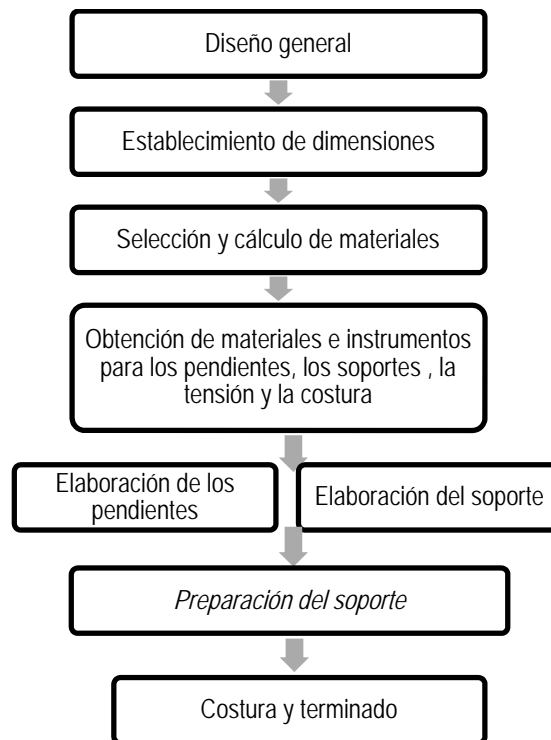 Diseño general
Establecimiento de dimensiones
Selección y cálculo de materiales
Obtención de materiales e instrumentos
para los pendientes, los soportes , la
tensión y la costura
Elaboración de los
pendientes
Elaboración del soporte
Preparación del soporte
Costura y terminado